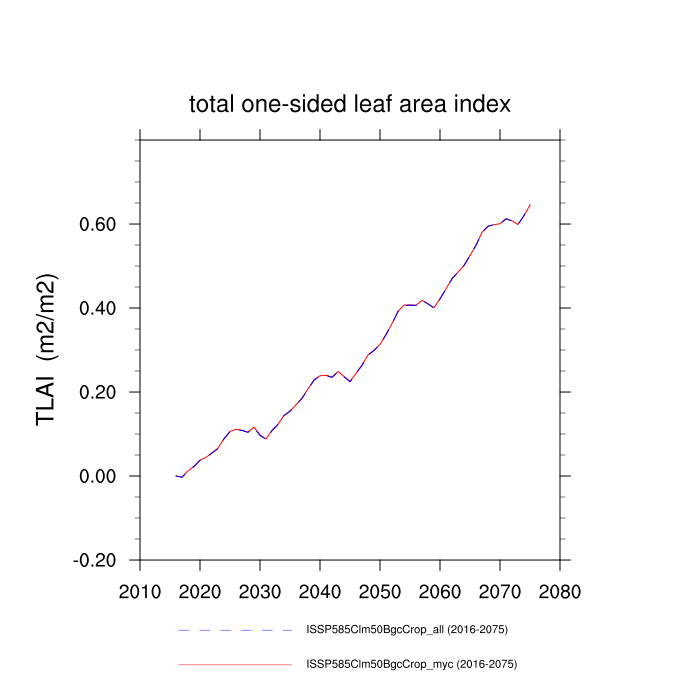 total one-sided leaf area index
TLAI (m2/m2)
0.60
0.40
0.20
0.00
-0.20
2010 2020 2030 2040 2050 2060 2070 2080
ISSP585Clm50BgcCrop_all (2016-2075)
ISSP585Clm50BgcCrop_myc (2016-2075)